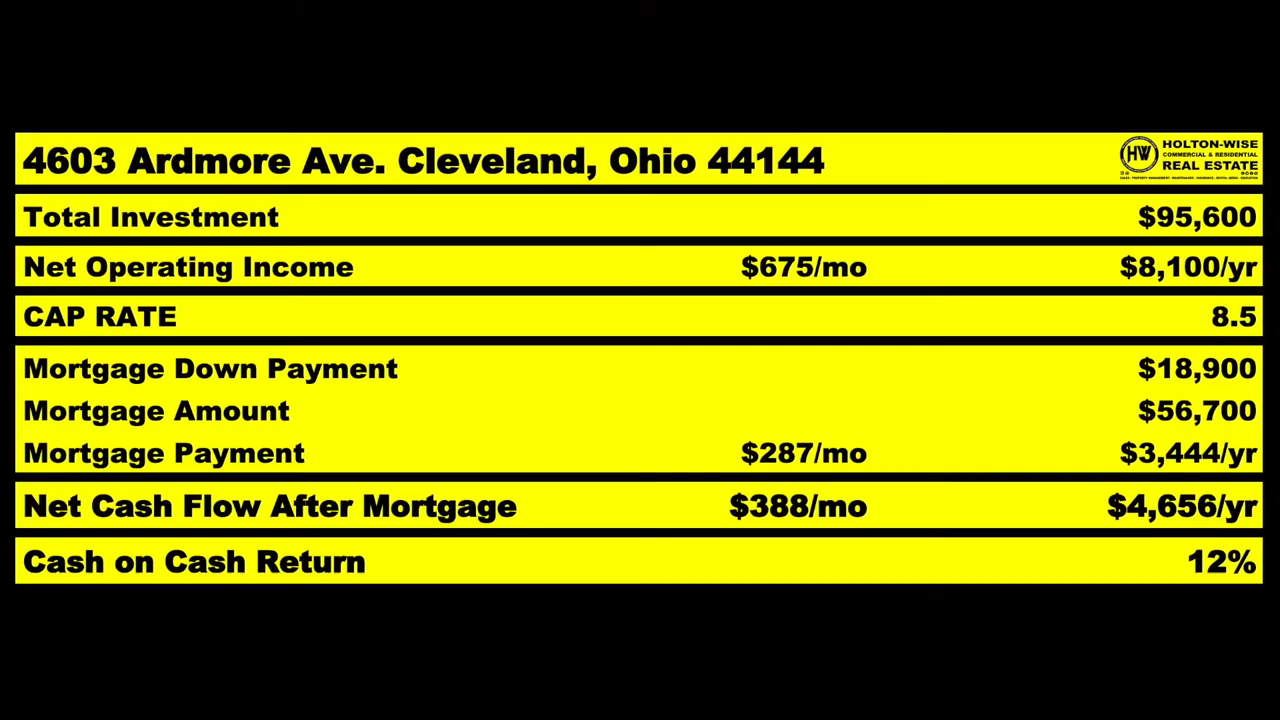 4603 Ardmore Ave. Cleveland, Ohio 44144
HW
HOLTON-WISE
COMMERCIAL & RESIDENTIAL
REAL ESTATE
Total Investment $95,600
Net Operating Income $675/mo $8,100/yr
CAP RATE 8.5
Mortgage Down Payment $18,900
Mortgage Amount $56,700
Mortgage Payment $287/mo $3,444/yr
Net Cash Flow After Mortgage $388/mo $4,656/yr
Cash on Cash Return 12%